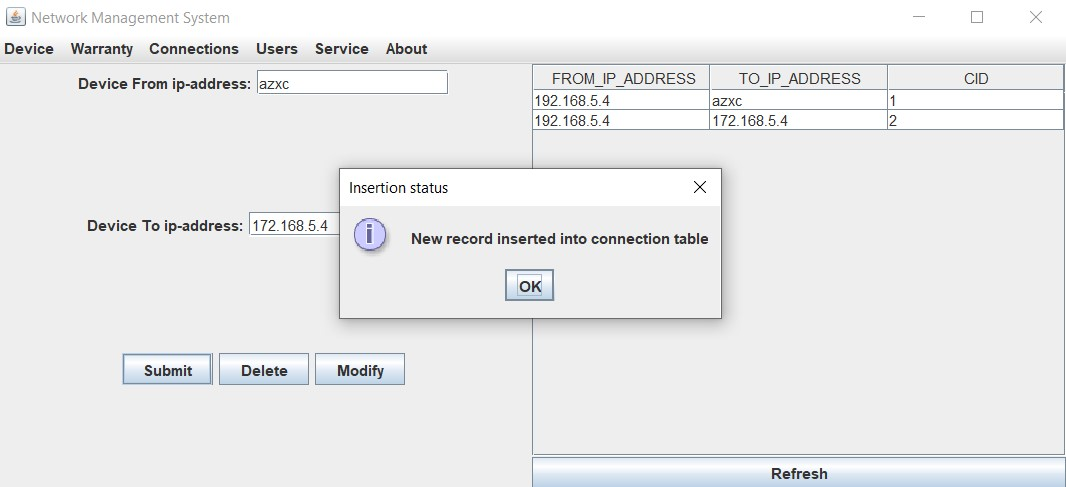 Network Management System
Device Warranty Connections Users Service About
Device From ip-address: azxc
Device To ip-address: 172.168.5.4
Submit Delete Modify
FROM_IP_ADDRESS TO_IP_ADDRESS CID
192.168.5.4 azxc 1
192.168.5.4 172.168.5.4 2
Insertion status
i
New record inserted into connection table
OK
Refresh